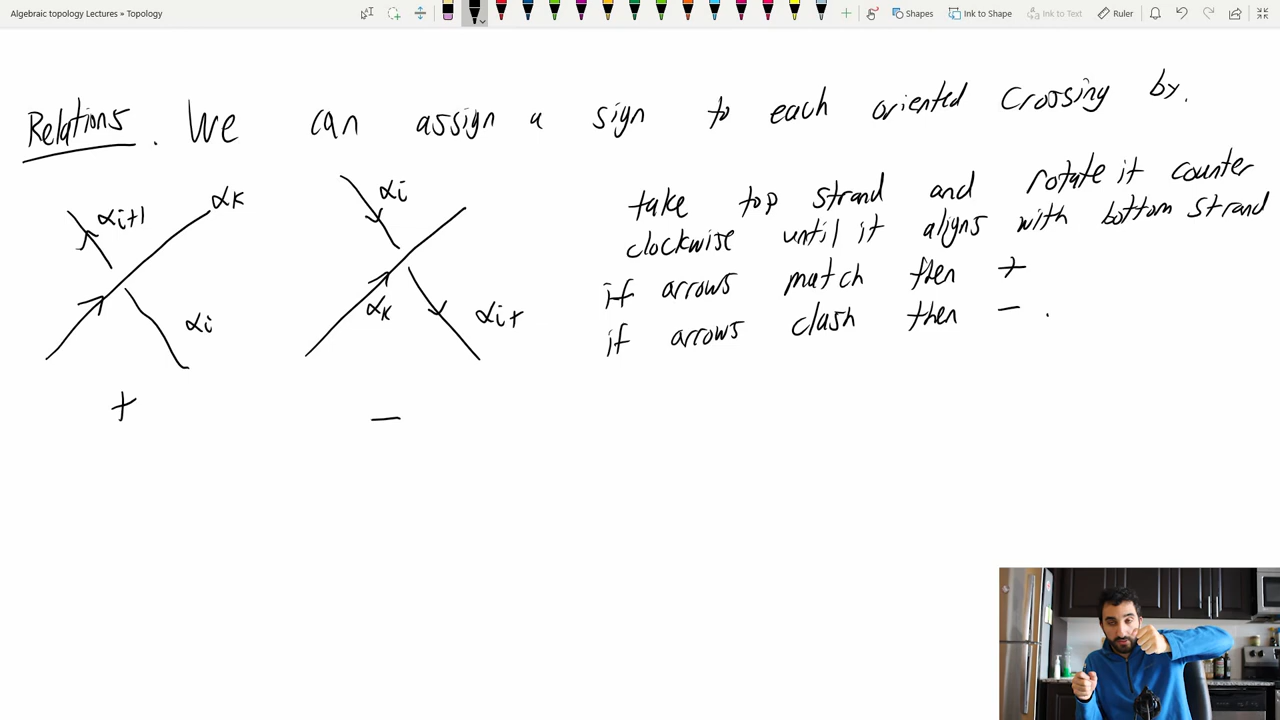 Algebraic topology Lectures » Topology
Shapes Ink to Shape Ink to Text Ruler
Relations. We can assign a sign to each oriented Crossing by.
take top strand and rotate it counter
clockwise until it aligns with bottom strand
if arrows match then +
if arrows clash then - .
αi+1 αk
αi
+
αi
αk αi+
-